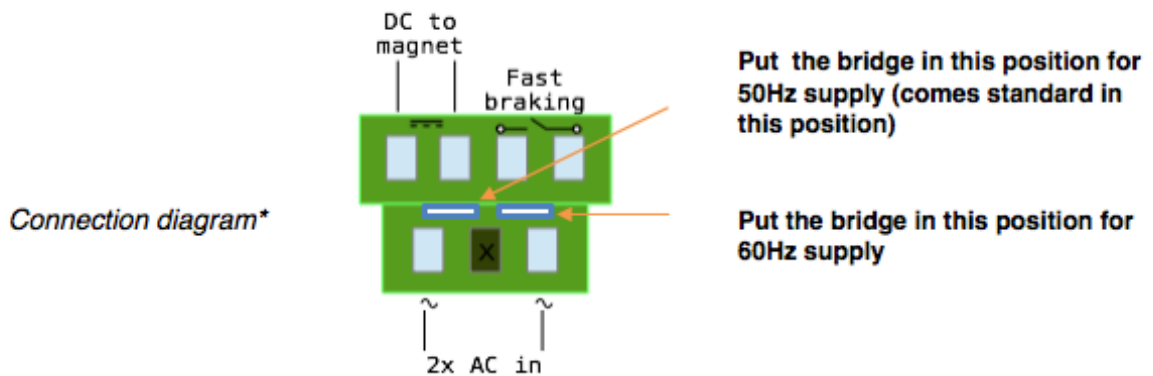 DC to
magnet
Fast
braking
Put the bridge in this position for
50Hz supply (comes standard in
this position)
Connection diagram*
Put the bridge in this position for
60Hz supply
X
~ ~
2x AC in